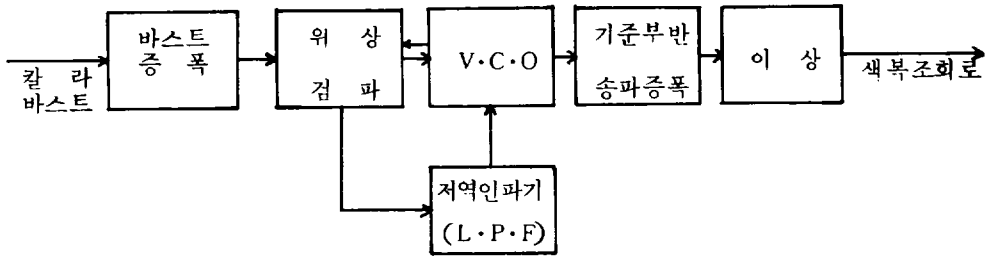 칼 라
바스트
바스트
증 폭
위 상
검 파
V·C·O
기준부반
송파증폭
이 상
색복조회로
저역인파기
(L·P·F)